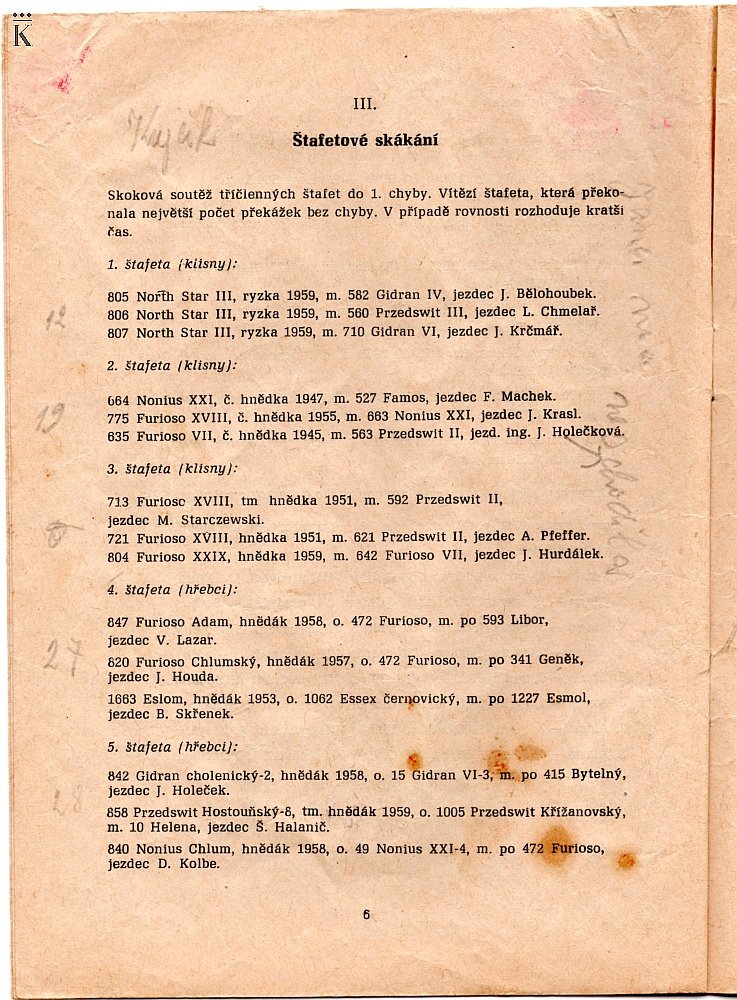 K
III.
Štafetové skákání
Skoková soutěž tříčlenných štafet do 1. chyby. Vítězí štafeta, která překo-
nala největší počet překážek bez chyby. V případě rovnosti rozhoduje kratší
čas.
1. štafeta (klisny):
805 North Star III, ryzka 1959, m. 582 Gidran IV, jezdec J. Bělohoubek.
806 North Star III, ryzka 1959, m. 560 Przedswit III, jezdec L. Chmelař.
12
807 North Star III, ryzka 1959, m. 710 Gidran VI, jezdec J. Krčmář.
2. štafeta (klisny):
664 Nonius XXI, č. hnědka 1947, m. 527 Famos, jezdec F. Machek.
19
775 Furioso XVIII, č. hnědka 1955, m. 663 Nonius XXI, jezdec J. Krasl.
635 Furioso VII, č. hnědka 1945, m. 563 Przedswit II, jezd. ing. J. Holečková.
3. štafeta (klisny):
713 Furioso XVIII, tm hnědka 1951, m. 592 Przedswit II,
jezdec M. Starczewski.
721 Furioso XVIII, hnědka 1951, m. 621 Przedswit II, jezdec A. Pfeffer.
804 Furioso XXIX, hnědka 1959, m. 642 Furioso VII, jezdec J. Hurdálek.
4. štafeta (hřebci):
847 Furioso Adam, hnědák 1958, o. 472 Furioso, m. po 593 Libor,
jezdec V. Lazar.
27
820 Furioso Chlumský, hnědák 1957, o. 472 Furioso, m. po 341 Geněk,
jezdec J. Houda.
1663 Eslom, hnědák 1953, o. 1062 Essex černovický, m. po 1227 Esmol,
jezdec B. Skřenek.
5. štafeta (hřebci):
842 Gidran cholenický-2, hnědák 1958, o. 15 Gidran VI-3, m. po 415 Bytelný,
jezdec J. Holeček.
28
858 Przedswit Hostouňský-8, tm. hnědák 1959, o. 1005 Przedswit Křížanovský,
m. 10 Helena, jezdec Š. Halanič.
840 Nonius Chlum, hnědák 1958, o. 49 Nonius XXI-4, m. po 472 Furioso,
jezdec D. Kolbe.
6